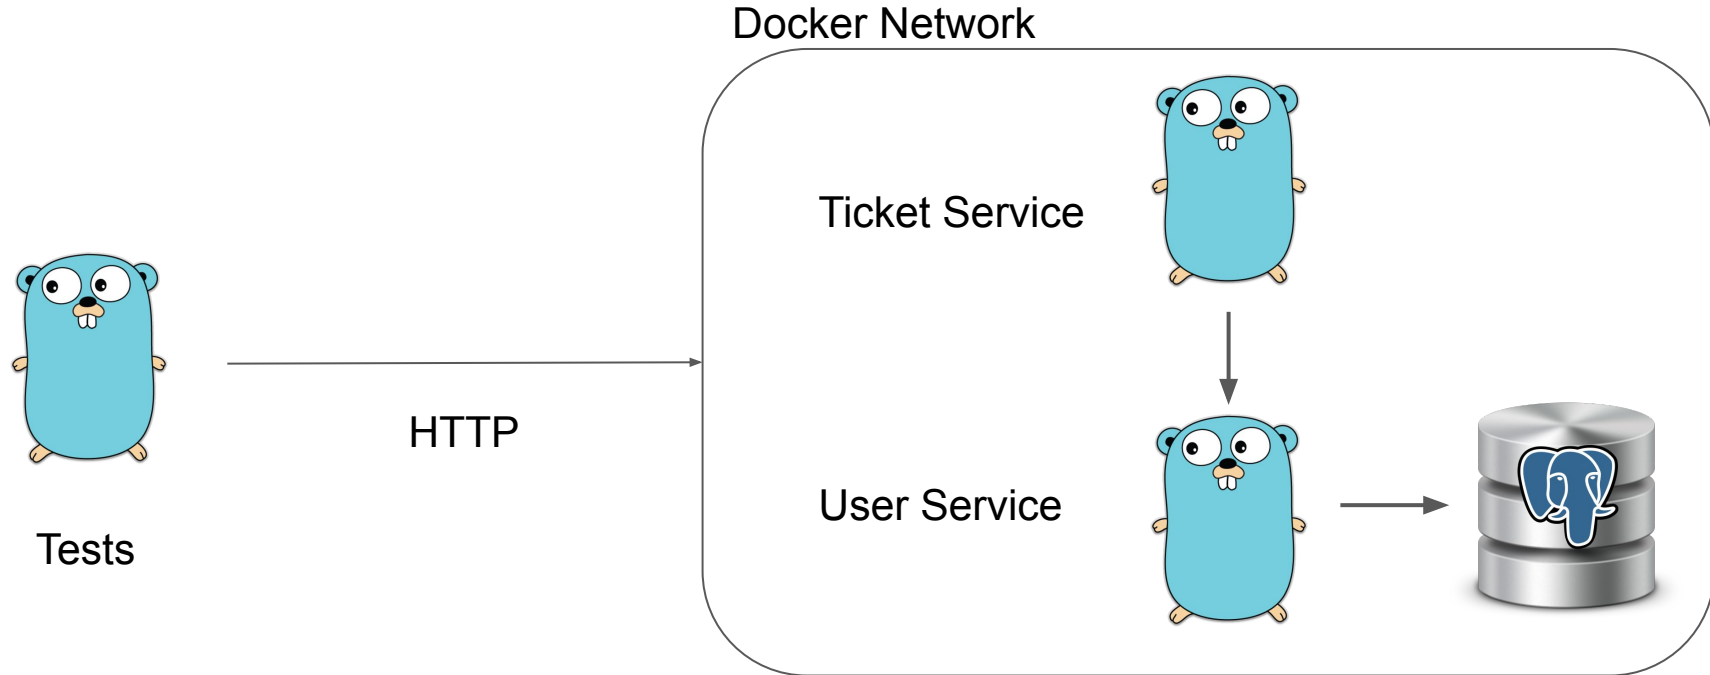 Docker Network
Ticket Service
HTTP
User Service
Tests